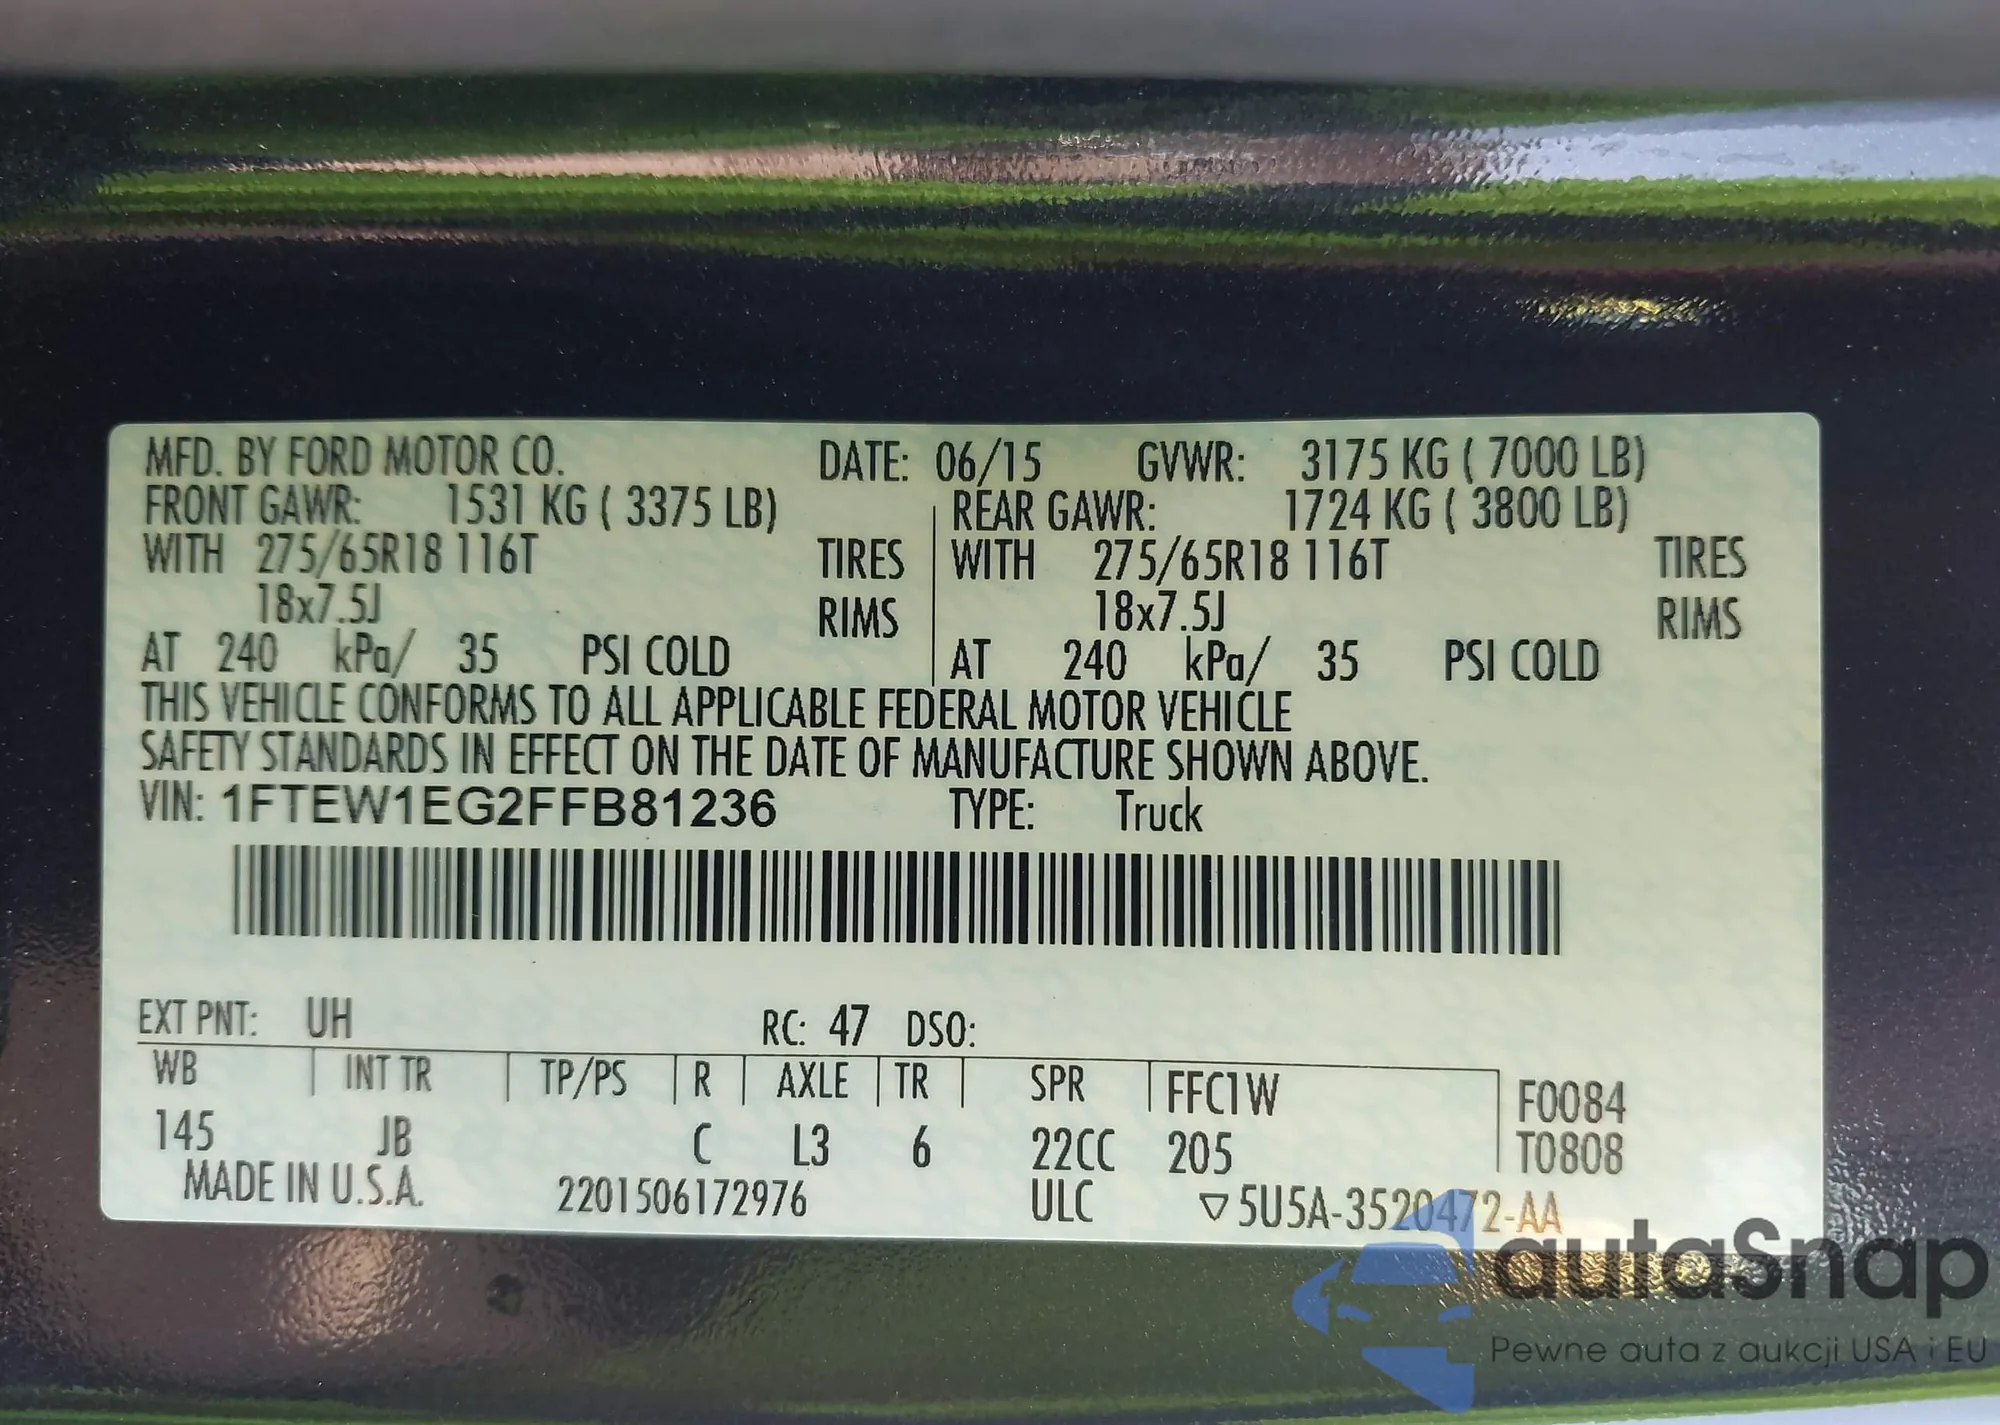 MFD. BY FORD MOTOR CO. DATE: 06/15 GVWR: 3175 KG ( 7000 LB)
FRONT GAWR: 1531 KG ( 3375 LB) REAR GAWR: 1724 KG ( 3800 LB)
WITH 275/65R18 116T TIRES WITH 275/65R18 116T TIRES
18x7.5J RIMS 18x7.5J RIMS
AT 240 kPa/ 35 PSI COLD AT 240 kPa/ 35 PSI COLD
THIS VEHICLE CONFORMS TO ALL APPLICABLE FEDERAL MOTOR VEHICLE
SAFETY STANDARDS IN EFFECT ON THE DATE OF MANUFACTURE SHOWN ABOVE.
VIN: 1FTEW1EG2FFB81236 TYPE: Truck
EXT PNT: UH RC: 47 DSO:
WB INT TR TP/PS R AXLE TR SPR FFC1W F0084
145 JB C L3 6 22CC 205 T0808
MADE IN U.S.A. 2201506172976 ULC ▽5U5A-3520472-AA
autaSnap
Pewne auta z aukcji USA i EU